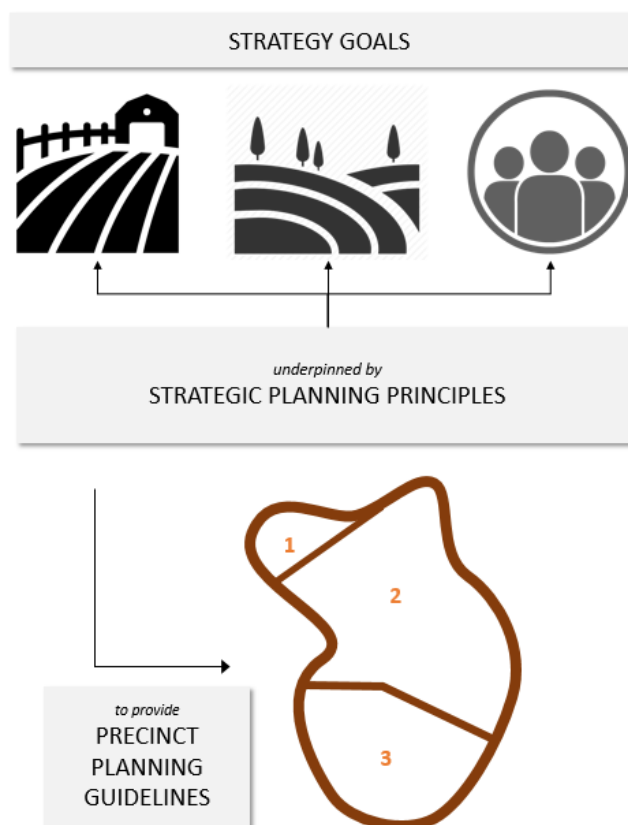 STRATEGY GOALS
underpinned by
STRATEGIC PLANNING PRINCIPLES
1
2
3
to provide
PRECINCT
PLANNING
GUIDELINES